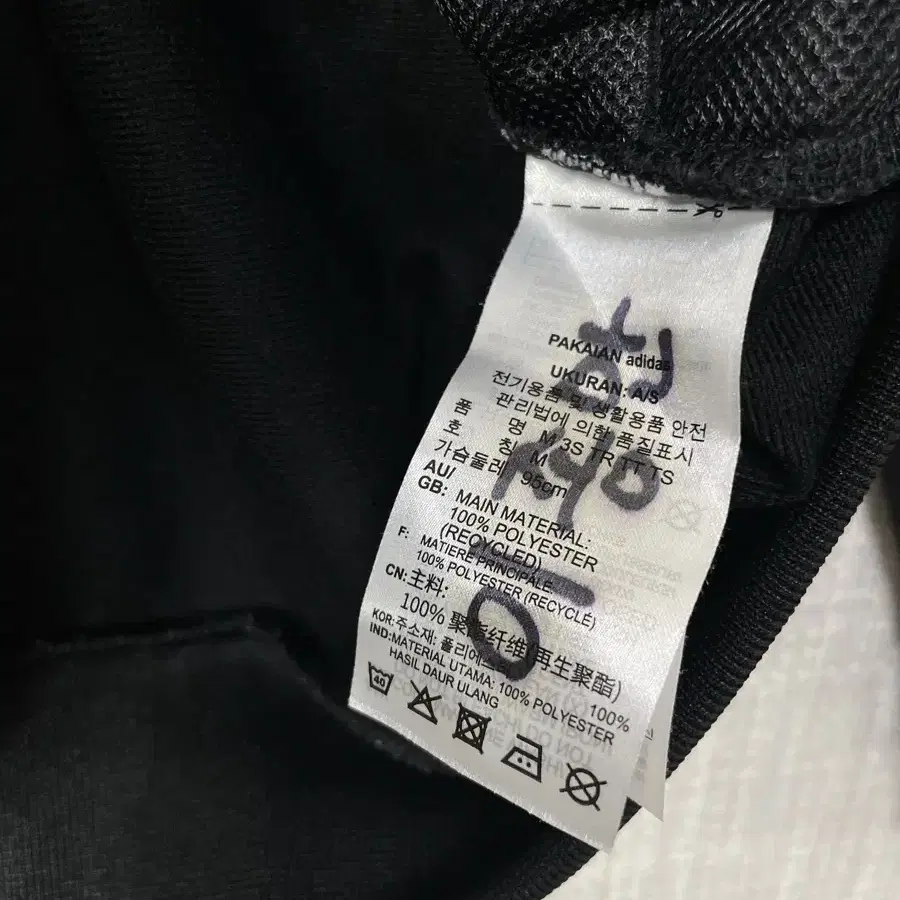 PAKAIAN adidas
UKURAN: A/S
전기용품 및 생활용품 안전
관리법에 의한 품질표시
품 명 M 3S TR TT TS
호 칭 M
가슴둘레 95cm
AU/
GB: MAIN MATERIAL:
100% POLYESTER
(RECYCLED)
F: MATIERE PRINCIPALE:
100% POLYESTER (RECYCLÉ)
CN: 主料:
100% 聚酯纤维(再生聚酯)
KOR: 주소재: 폴리에스터 100%
IND: MATERIAL UTAMA: 100% POLYESTER
HASIL DAUR ULANG
40